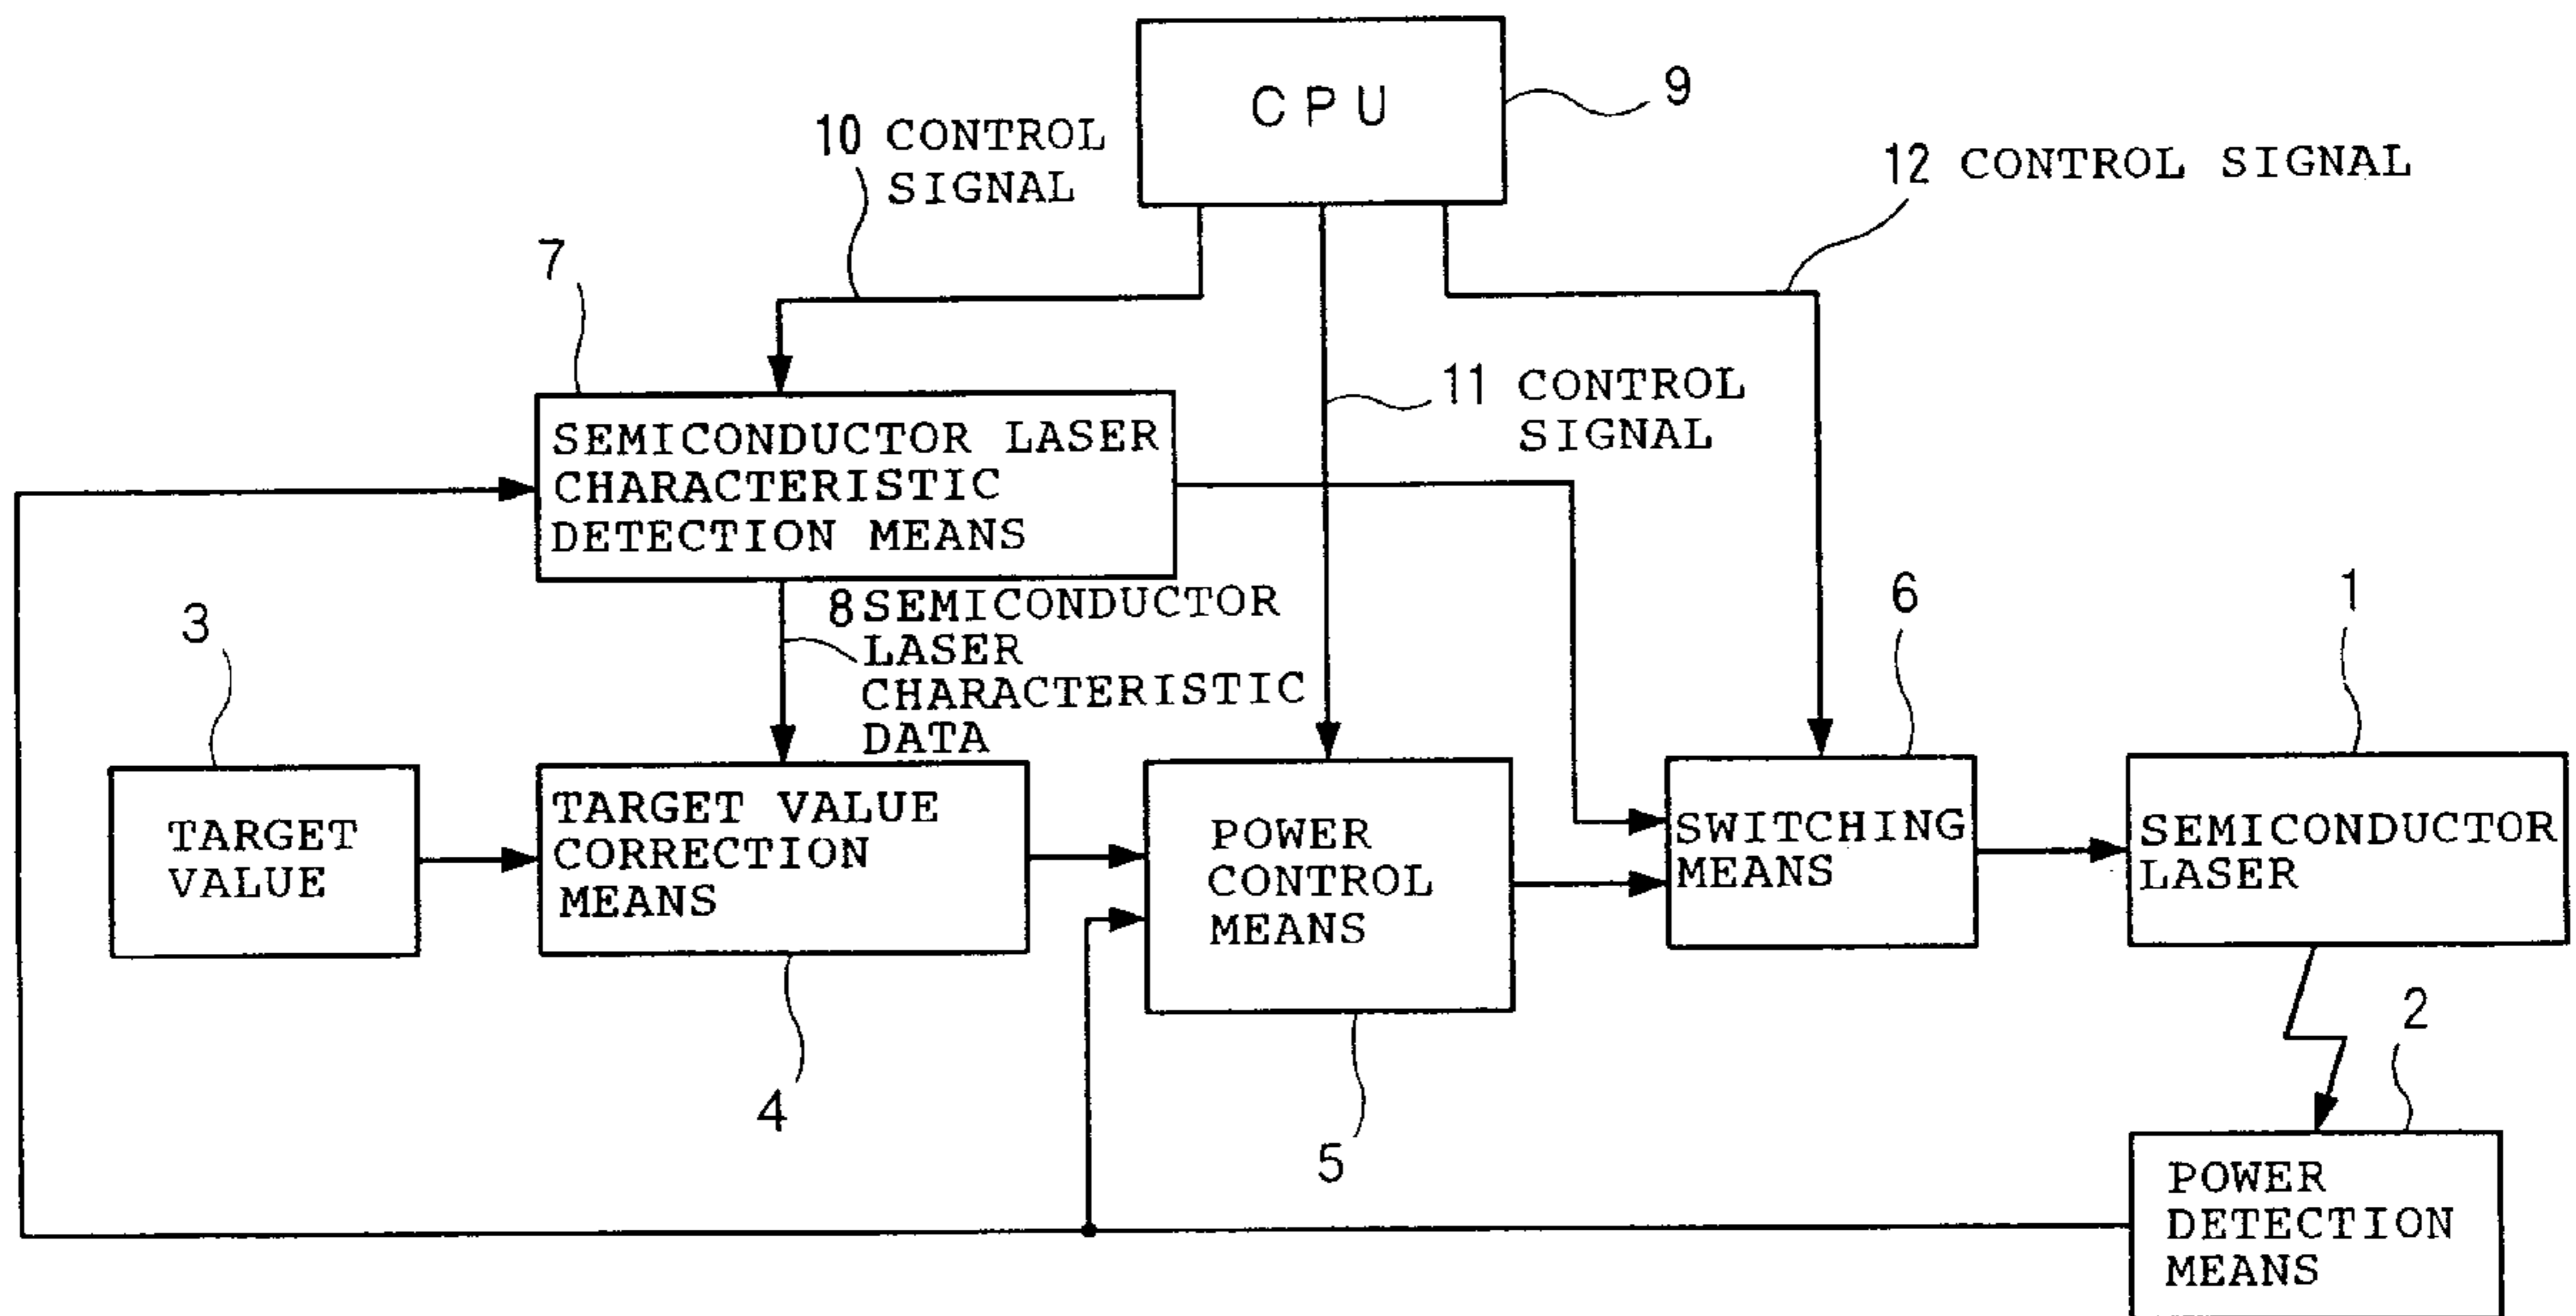 CPU
9
10 CONTROL
SIGNAL
12 CONTROL SIGNAL
7
11 CONTROL
SIGNAL
SEMICONDUCTOR LASER
CHARACTERISTIC
DETECTION MEANS
8 SEMICONDUCTOR
LASER
CHARACTERISTIC
DATA
3
6
1
TARGET
VALUE
TARGET VALUE
CORRECTION
MEANS
POWER
CONTROL
MEANS
SWITCHING
MEANS
SEMICONDUCTOR
LASER
4
5
2
POWER
DETECTION
MEANS